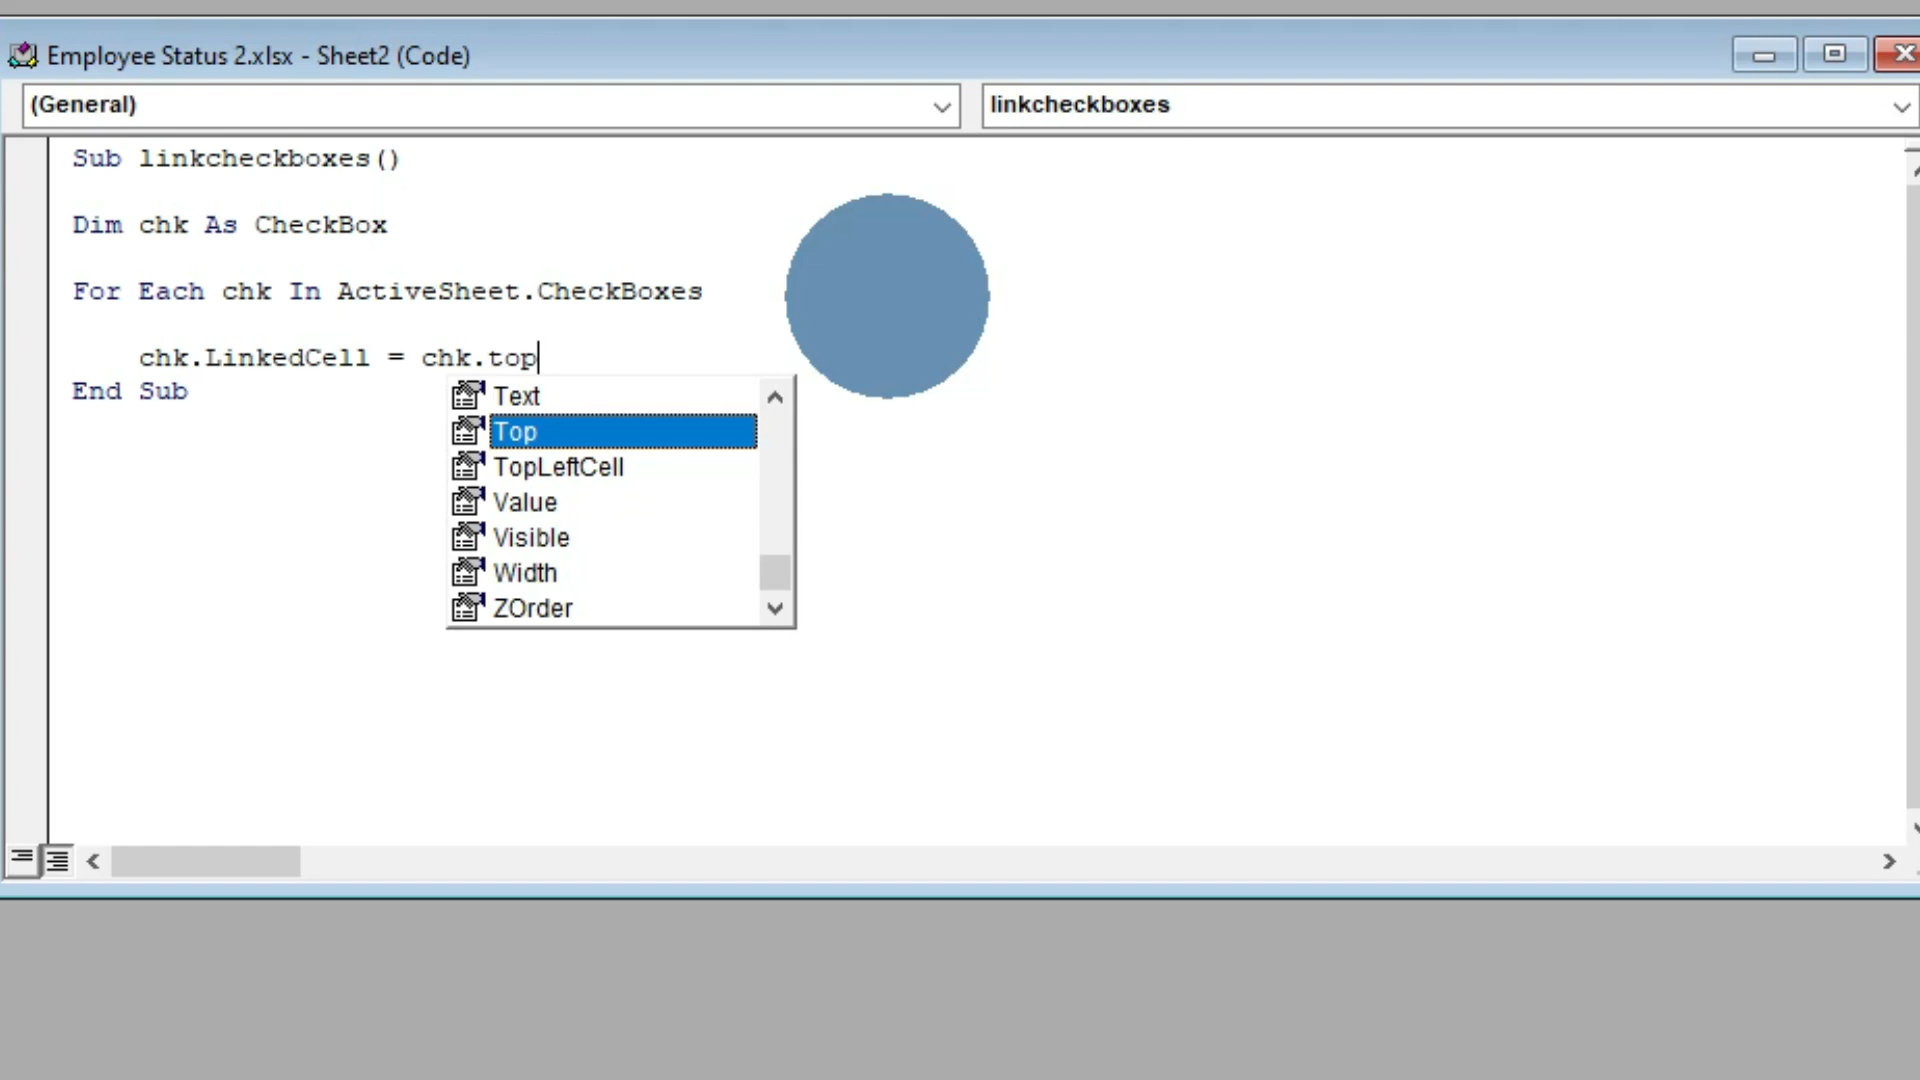 Employee Status 2.xlsx - Sheet2 (Code)
(General)
linkcheckboxes
Sub linkcheckboxes()
Dim chk As CheckBox
For Each chk In ActiveSheet.CheckBoxes
chk.LinkedCell = chk.top
End Sub
Text
Top
TopLeftCell
Value
Visible
Width
ZOrder